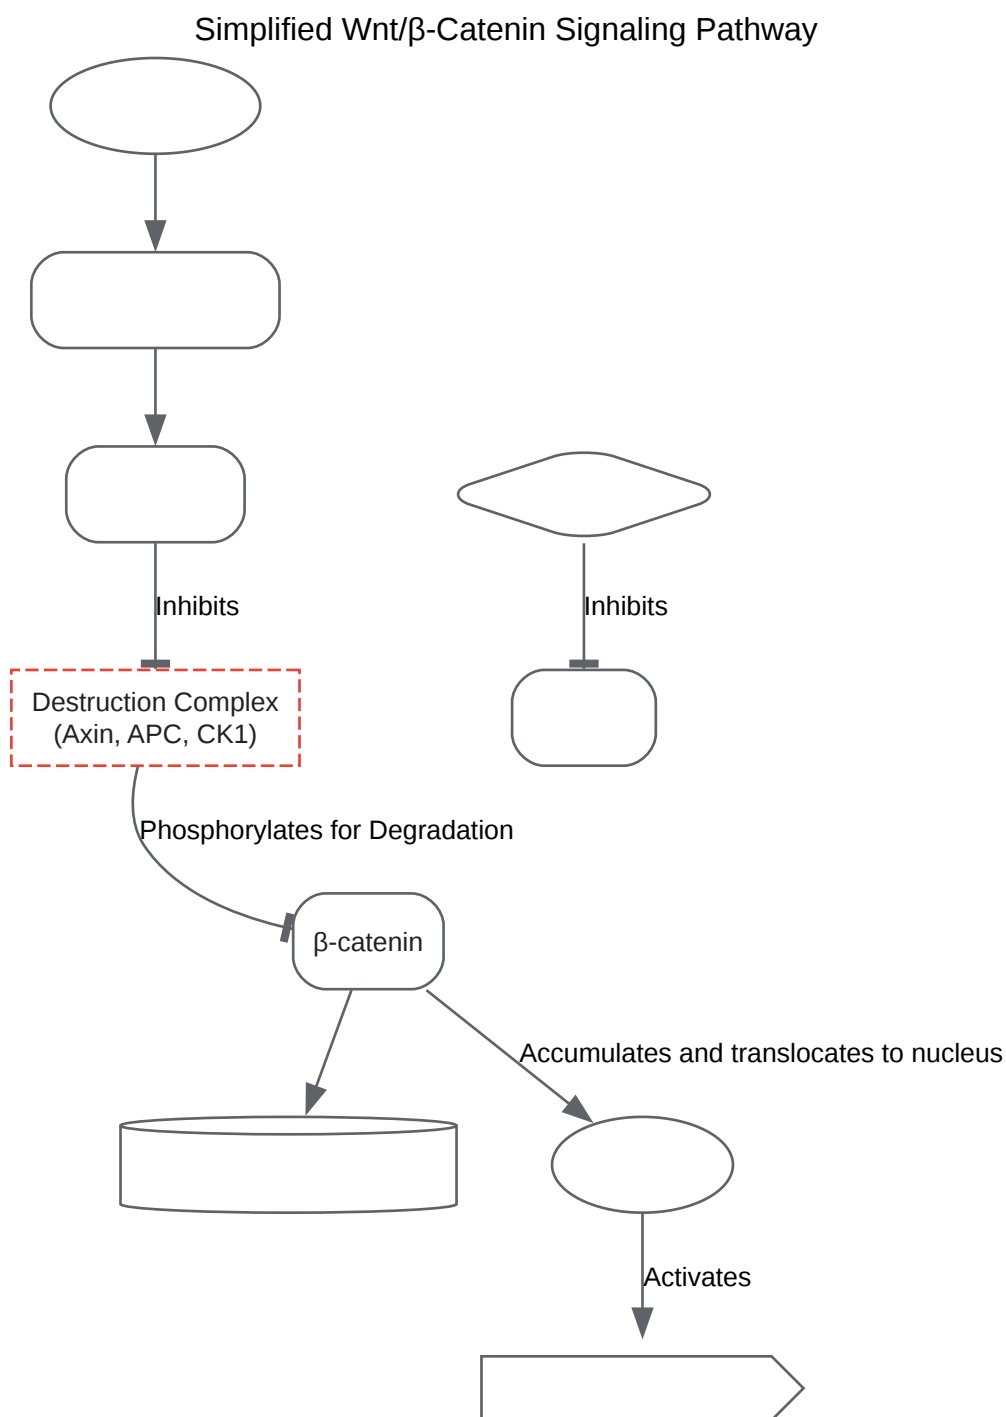 Simplified Wnt/β-Catenin Signaling Pathway
Inhibits
Inhibits
Destruction Complex
(Axin, APC, CK1)
Phosphorylates for Degradation
β-catenin
Accumulates and translocates to nucleus
Activates